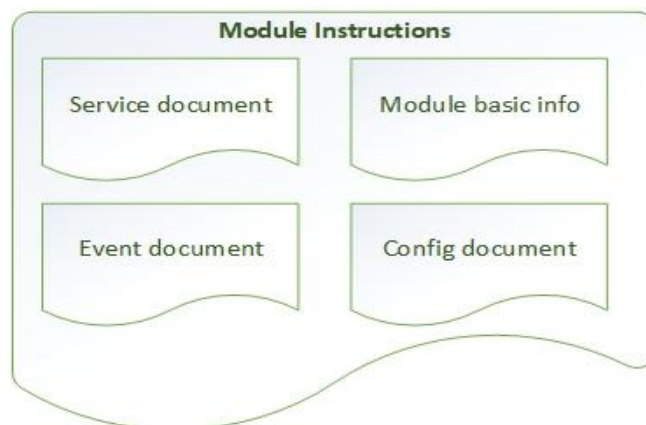 Module Instructions
Service document
Module basic info
Event document
Config document